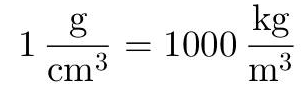 1 g/cm³ = 1000 kg/m³